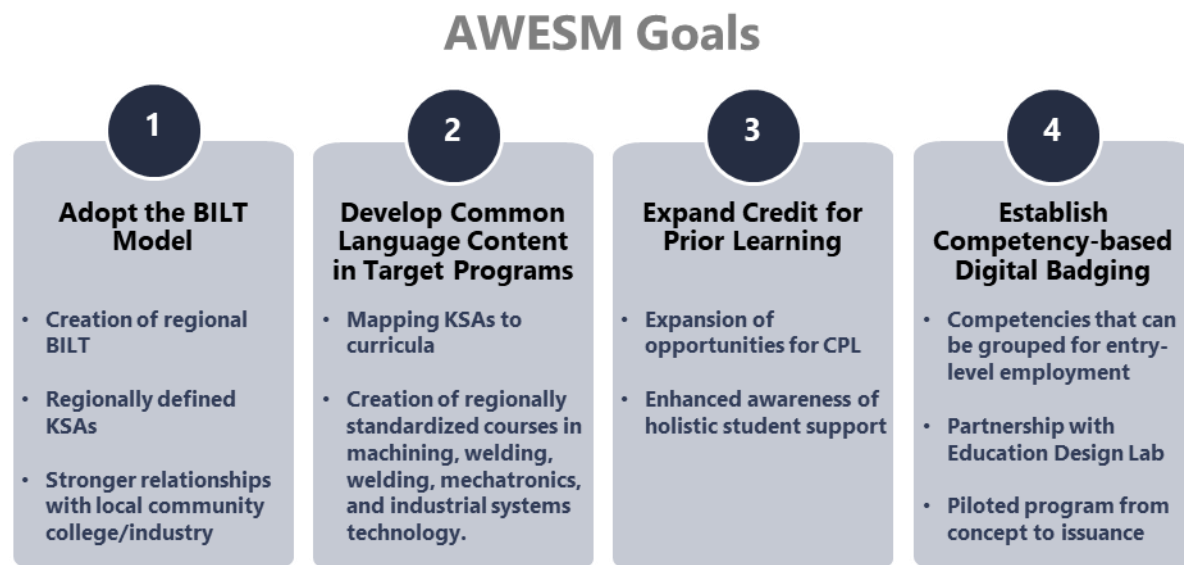 AWESM Goals
1
Adopt the BILT
Model
• Creation of regional
BILT
• Regionally defined
KSAs
• Stronger relationships
with local community
college/industry
2
Develop Common
Language Content
in Target Programs
• Mapping KSAs to
curricula
• Creation of regionally
standardized courses in
machining, welding,
welding, mechatronics,
and industrial systems
technology.
3
Expand Credit for
Prior Learning
• Expansion of
opportunities for CPL
• Enhanced awareness of
holistic student support
4
Establish
Competency-based
Digital Badging
• Competencies that can
be grouped for entry-
level employment
• Partnership with
Education Design Lab
• Piloted program from
concept to issuance